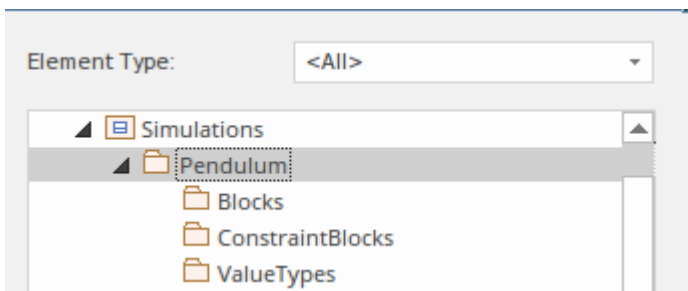 Element Type: <All>
Simulations
Pendulum
Blocks
ConstraintBlocks
ValueTypes